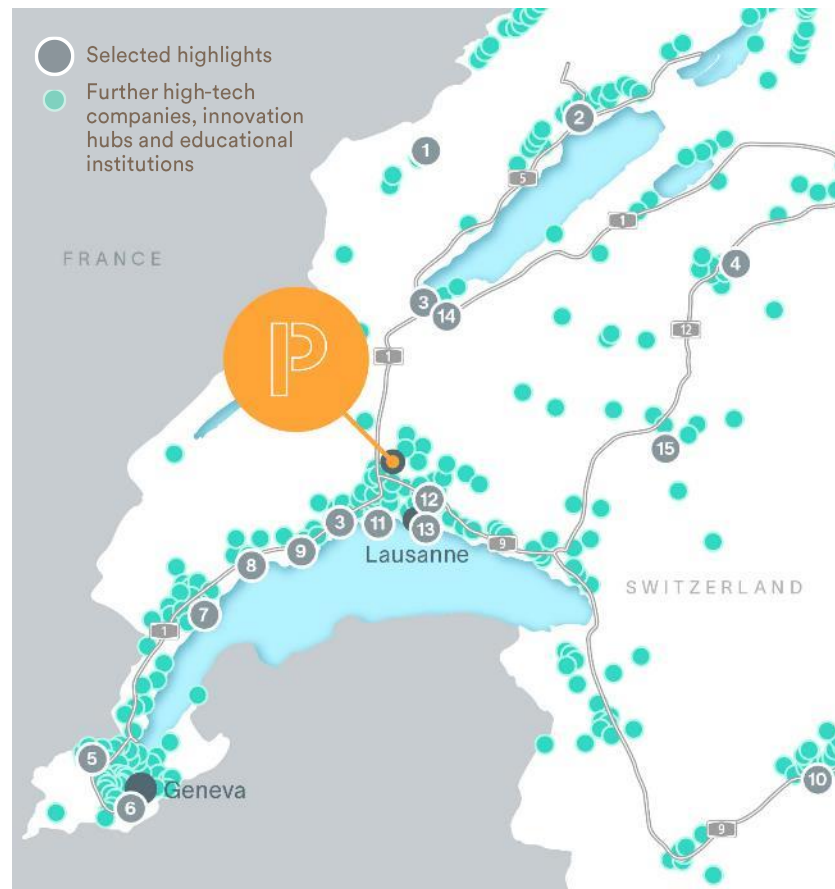 Selected highlights
Further high-tech
companies, innovation
hubs and educational
institutions
1
2
5
1
FRANCE
4
3
14
12
P
1
15
12
3
11
13
9
Lausanne
9
8
SWITZERLAND
7
1
5
10
Geneva
6
9